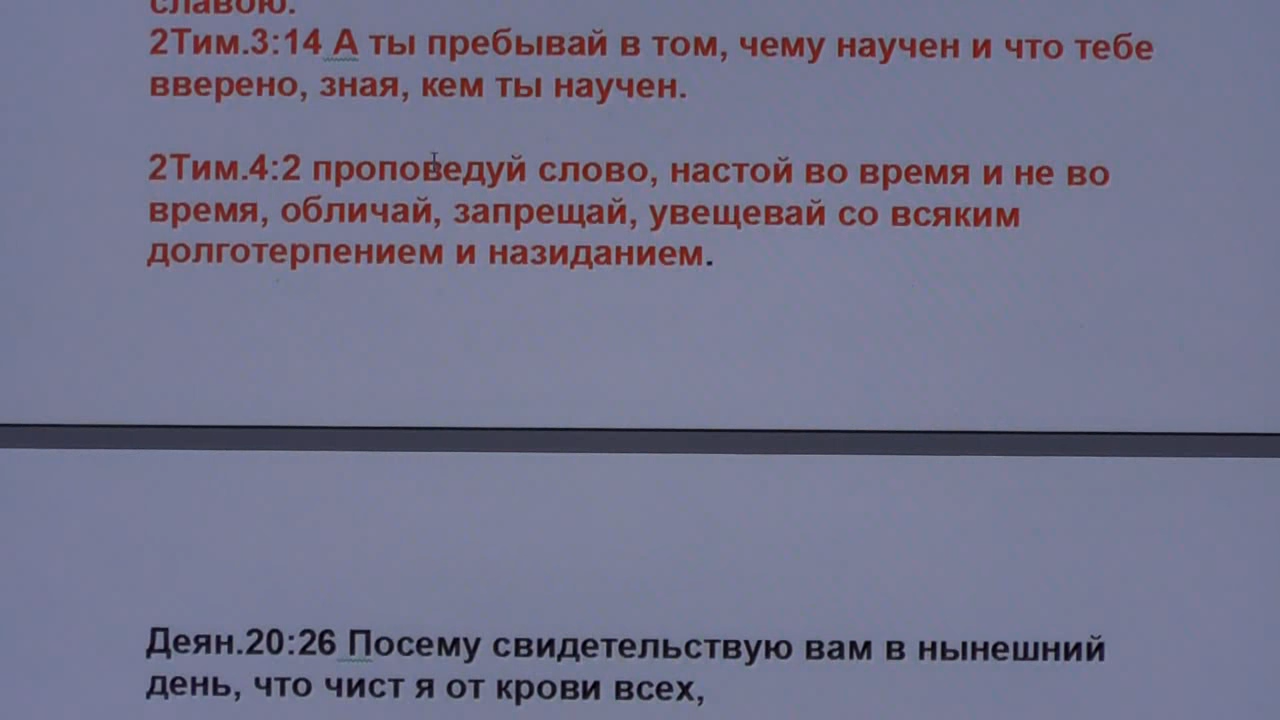 славою.
2Тим.3:14 А ты пребывай в том, чему научен и что тебе
вверено, зная, кем ты научен.
2Тим.4:2 проповедуй слово, настой во время и не во
время, обличай, запрещай, увещевай со всяким
долготерпением и назиданием.
Деян.20:26 Посему свидетельствую вам в нынешний
день, что чист я от крови всех,